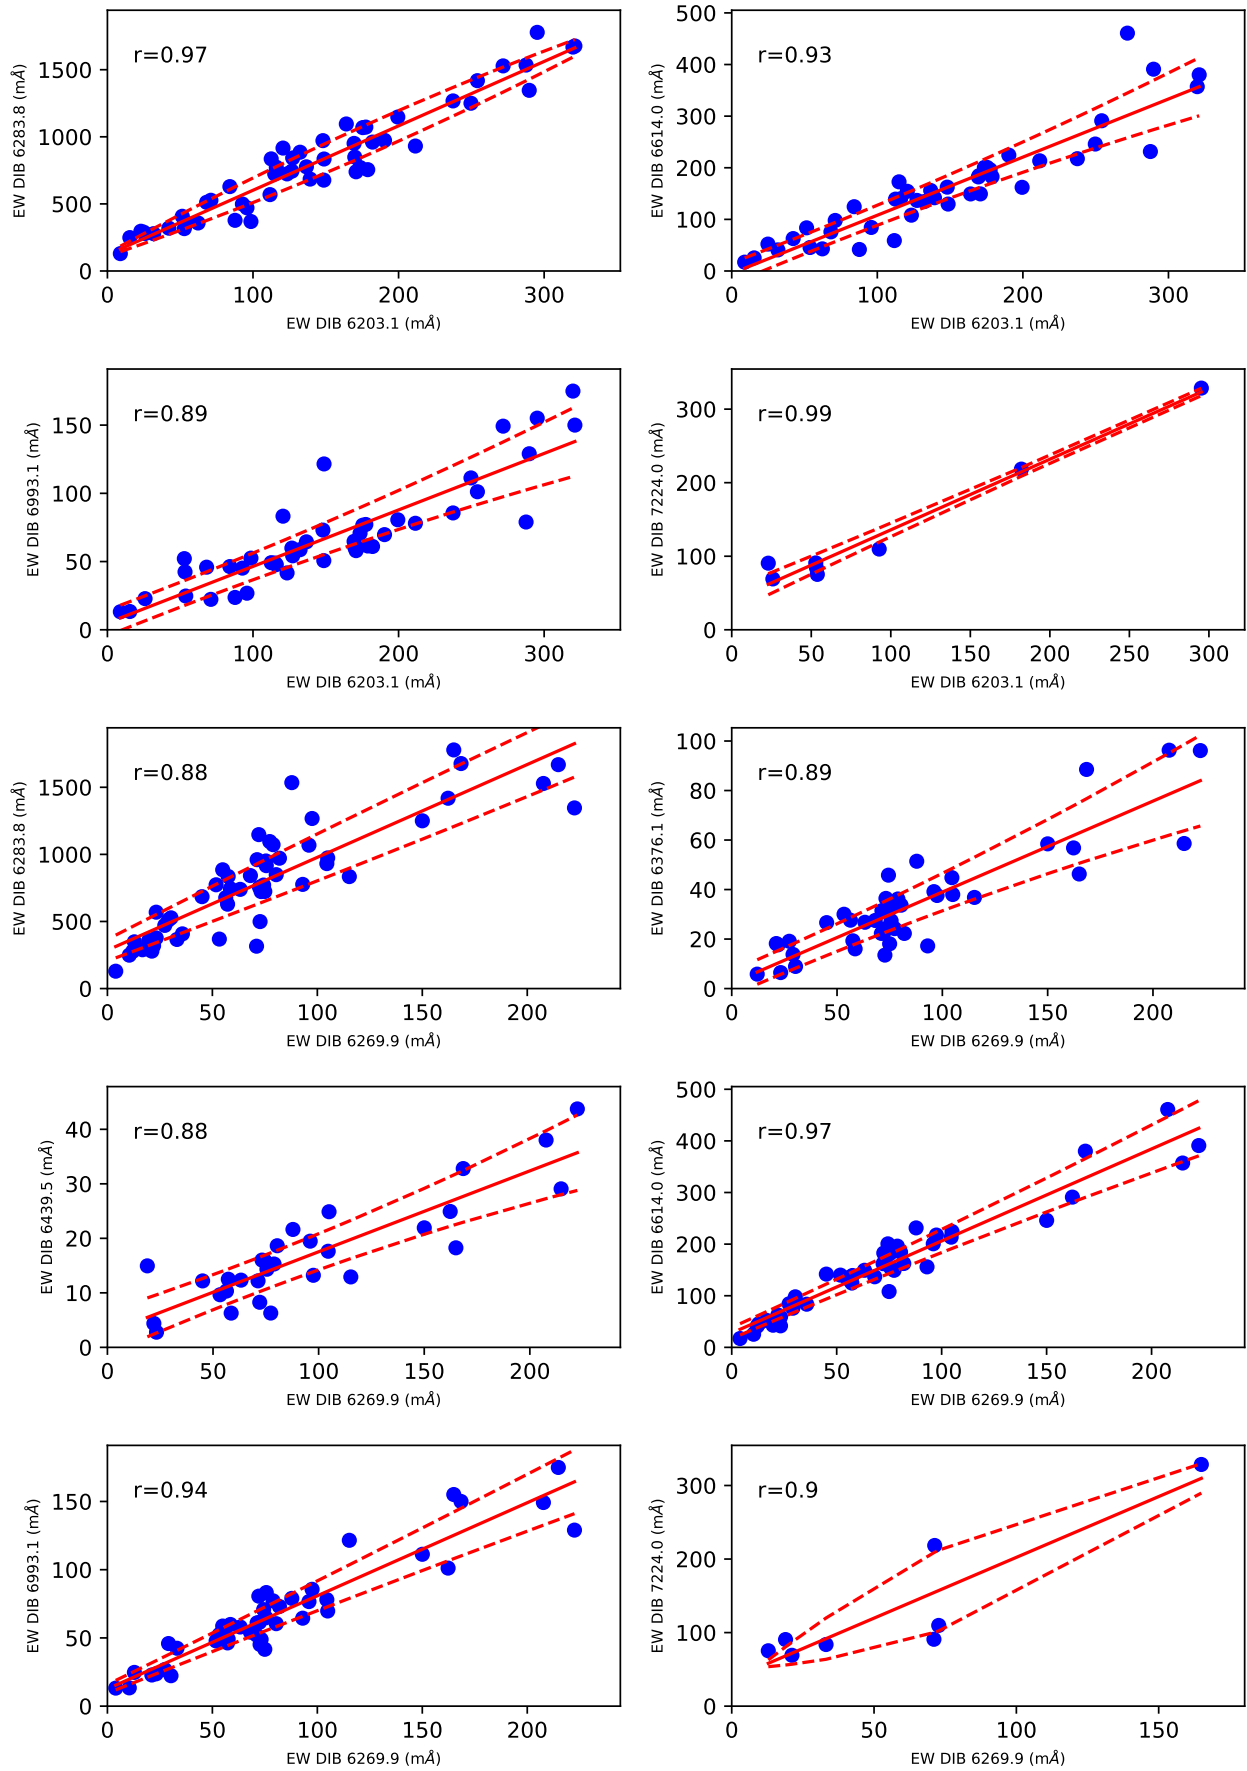 r=0.97
EW DIB 6283.8 (mÅ)
0
500
1000
1500
0 100 200 300
EW DIB 6203.1 (mÅ)
r=0.93
EW DIB 6614.0 (mÅ)
0
100
200
300
400
500
0 100 200 300
EW DIB 6203.1 (mÅ)
r=0.89
EW DIB 6993.1 (mÅ)
0
50
100
150
0 100 200 300
EW DIB 6203.1 (mÅ)
r=0.99
EW DIB 7224.0 (mÅ)
0
100
200
300
0 50 100 150 200 250 300
EW DIB 6203.1 (mÅ)
r=0.88
EW DIB 6283.8 (mÅ)
0
500
1000
1500
0 50 100 150 200
EW DIB 6269.9 (mÅ)
r=0.89
EW DIB 6376.1 (mÅ)
0
20
40
60
80
100
0 50 100 150 200
EW DIB 6269.9 (mÅ)
r=0.88
EW DIB 6439.5 (mÅ)
0
10
20
30
40
0 50 100 150 200
EW DIB 6269.9 (mÅ)
r=0.97
EW DIB 6614.0 (mÅ)
0
100
200
300
400
500
0 50 100 150 200
EW DIB 6269.9 (mÅ)
r=0.94
EW DIB 6993.1 (mÅ)
0
50
100
150
0 50 100 150 200
EW DIB 6269.9 (mÅ)
r=0.9
EW DIB 7224.0 (mÅ)
0
100
200
300
0 50 100 150
EW DIB 6269.9 (mÅ)